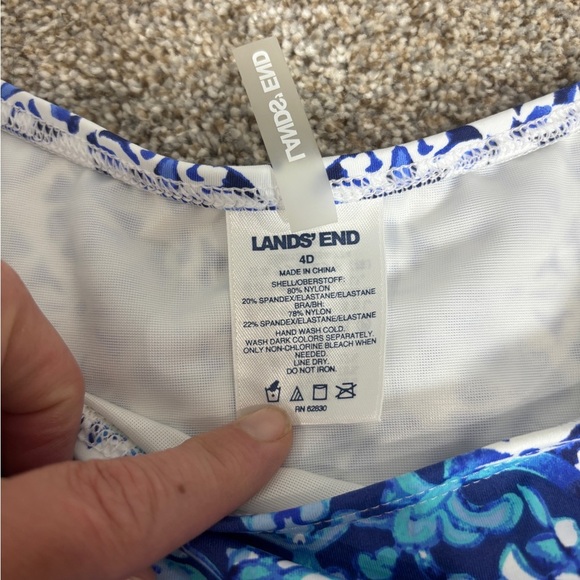 LANDS' END
LANDS' END
4D
MADE IN CHINA
SHELL/OBERSTOFF:
80% NYLON
20% SPANDEX/ELASTANE/ELASTANE
BRA/BH:
78% NYLON
22% SPANDEX/ELASTANE/ELASTANE
HAND WASH COLD.
WASH DARK COLORS SEPARATELY.
ONLY NON-CHLORINE BLEACH WHEN
NEEDED.
LINE DRY.
DO NOT IRON.
RN 62830